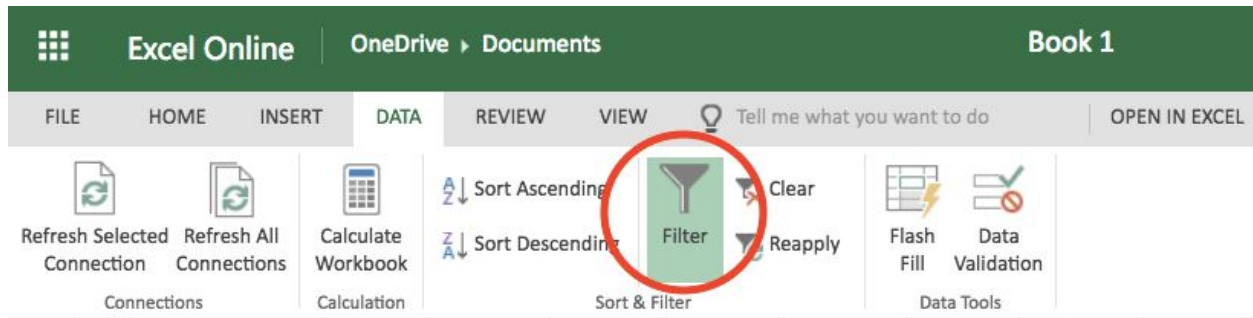 Excel Online OneDrive ▸ Documents Book 1
FILE HOME INSERT DATA REVIEW VIEW Tell me what you want to do OPEN IN EXCEL
A Z Sort Ascending Clear
Refresh Selected Connection
Refresh All Connections
Calculate Workbook
Z A Sort Descending
Filter
Reapply
Flash Fill
Data Validation
Connections Calculation Sort & Filter Data Tools